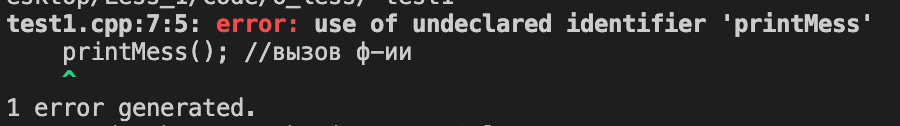 test1.cpp:7:5: error: use of undeclared identifier 'printMess'
printMess(); //вызов ф-ии
^
1 error generated.